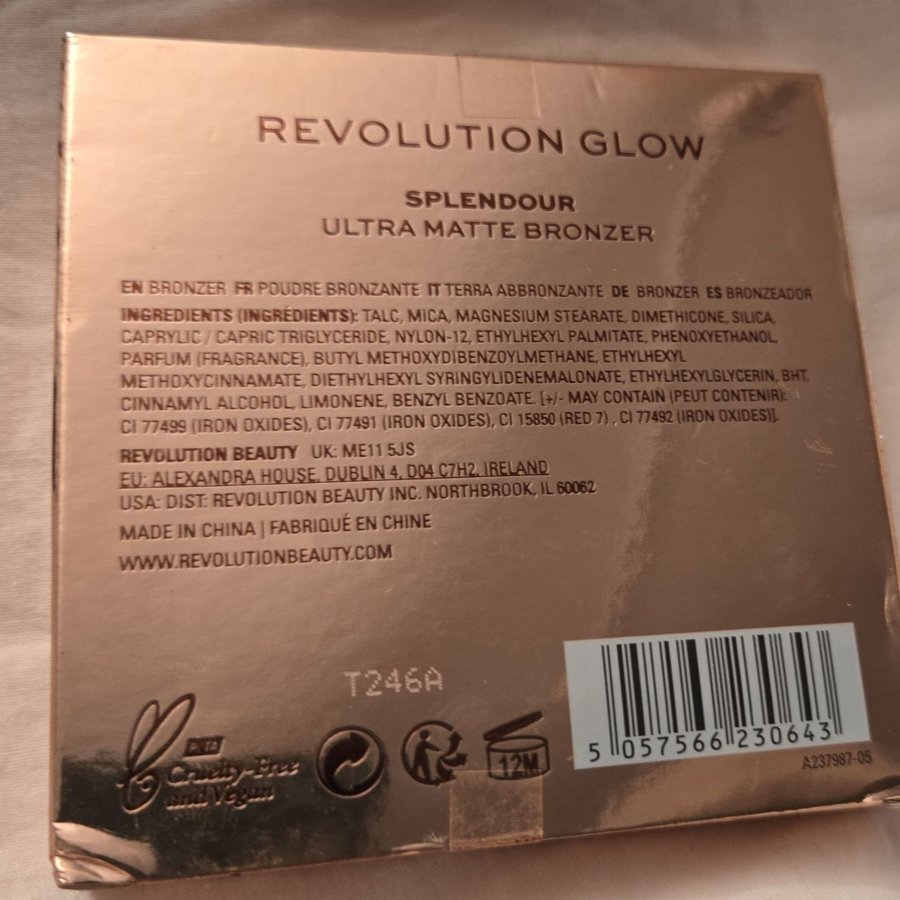 REVOLUTION GLOW
SPLENDOUR
ULTRA MATTE BRONZER
EN BRONZER FR POUDRE BRONZANTE IT TERRA ABBRONZANTE DE BRONZER ES BRONZEADOR
INGREDIENTS (INGRÉDIENTS): TALC, MICA, MAGNESIUM STEARATE, DIMETHICONE, SILICA,
CAPRYLIC / CAPRIC TRIGLYCERIDE, NYLON-12, ETHYLHEXYL PALMITATE, PHENOXYETHANOL,
PARFUM (FRAGRANCE), BUTYL METHOXYDIBENZOYLMETHANE, ETHYLHEXYL
METHOXYCINNAMATE, DIETHYLHEXYL SYRINGYLIDENEMALONATE, ETHYLHEXYLGLYCERIN, BHT,
CINNAMYL ALCOHOL, LIMONENE, BENZYL BENZOATE. [+/- MAY CONTAIN (PEUT CONTENIR):
CI 77499 (IRON OXIDES), CI 77491 (IRON OXIDES), CI 15850 (RED 7) , CI 77492 (IRON OXIDES)].
REVOLUTION BEAUTY UK: ME11 5JS
EU: ALEXANDRA HOUSE, DUBLIN 4, D04 C7H2, IRELAND
USA: DIST: REVOLUTION BEAUTY INC. NORTHBROOK, IL 60062
MADE IN CHINA | FABRIQUÉ EN CHINE
WWW.REVOLUTIONBEAUTY.COM
T246A
PETA
Cruelty-Free
and Vegan
12M
5 057566 230643
A237987-05